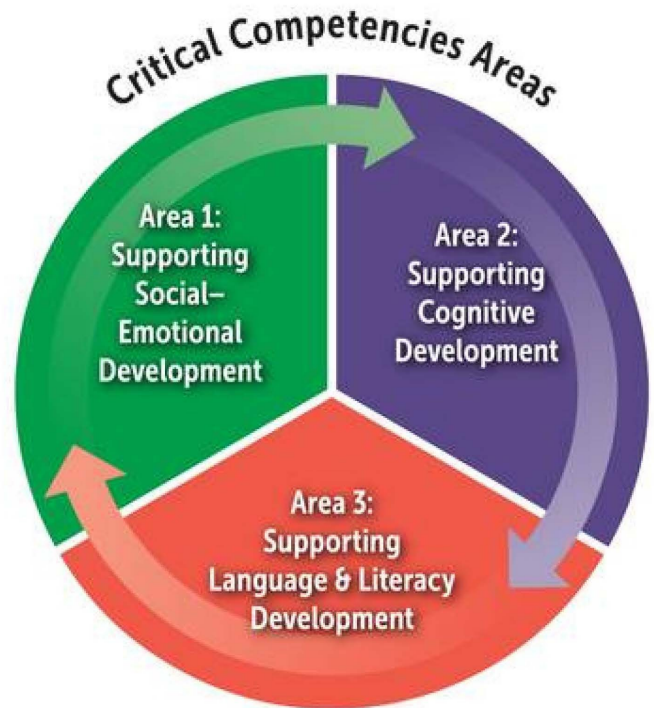 Critical Competencies Areas
Area 1:
Supporting
Social–
Emotional
Development
Area 2:
Supporting
Cognitive
Development
Area 3:
Supporting
Language & Literacy
Development